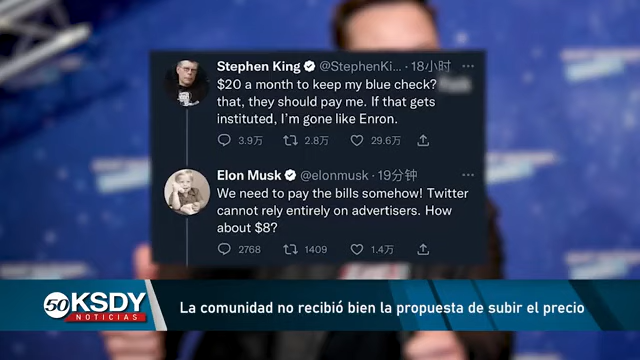 Stephen King @StephenKi... · 18小时 ...
$20 a month to keep my blue check?
that, they should pay me. If that gets
instituted, I'm gone like Enron.
3.9万 2.8万 29.6万
Elon Musk @elonmusk · 19分钟 ...
We need to pay the bills somehow! Twitter
cannot rely entirely on advertisers. How
about $8?
2768 1409 1.4万
50 KSDY
NOTICIAS
La comunidad no recibió bien la propuesta de subir el precio